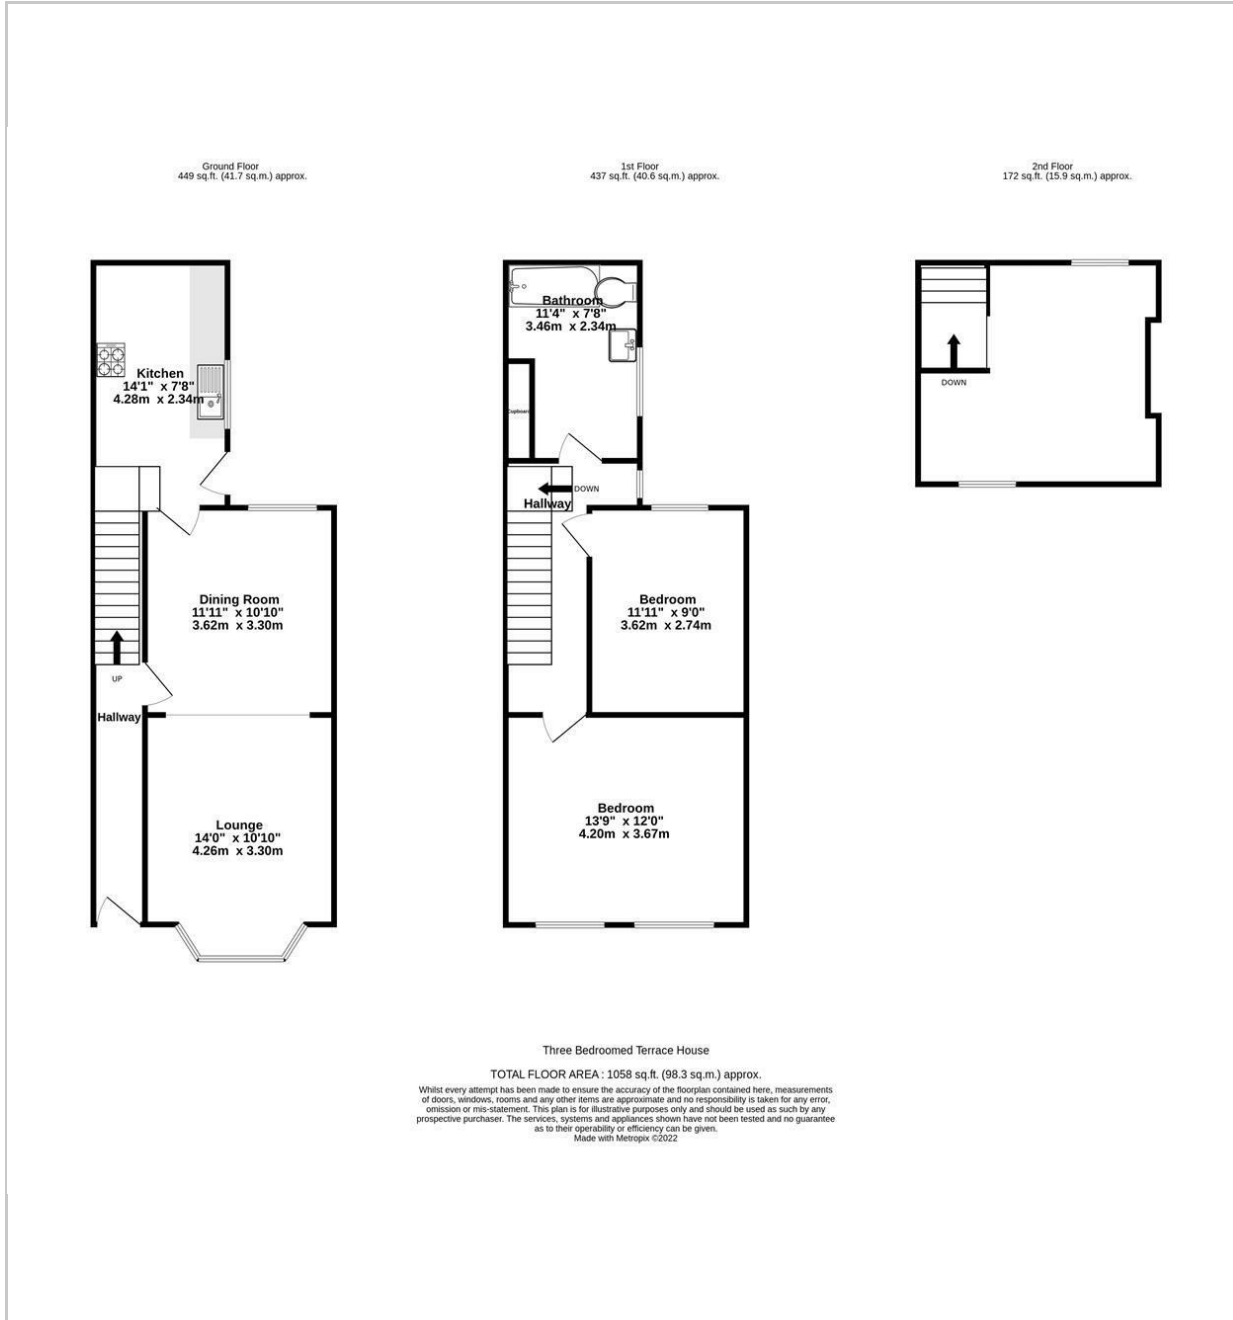 Ground Floor
449 sq.ft. (41.7 sq.m.) approx.
1st Floor
437 sq.ft. (40.6 sq.m.) approx.
2nd Floor
172 sq.ft. (15.9 sq.m.) approx.
Kitchen
14'1" x 7'8"
4.28m x 2.34m
Dining Room
11'11" x 10'10"
3.62m x 3.30m
UP
Hallway
Lounge
14'0" x 10'10"
4.26m x 3.30m
Bathroom
11'4" x 7'8"
3.46m x 2.34m
Cupboard
DOWN
Hallway
Bedroom
11'11" x 9'0"
3.62m x 2.74m
Bedroom
13'9" x 12'0"
4.20m x 3.67m
DOWN
Three Bedroomed Terrace House
TOTAL FLOOR AREA : 1058 sq.ft. (98.3 sq.m.) approx.
Whilst every attempt has been made to ensure the accuracy of the floorplan contained here, measurements
of doors, windows, rooms and any other items are approximate and no responsibility is taken for any error,
omission or mis-statement. This plan is for illustrative purposes only and should be used as such by any
prospective purchaser. The services, systems and appliances shown have not been tested and no guarantee
as to their operability or efficiency can be given.
Made with Metropix ©2022